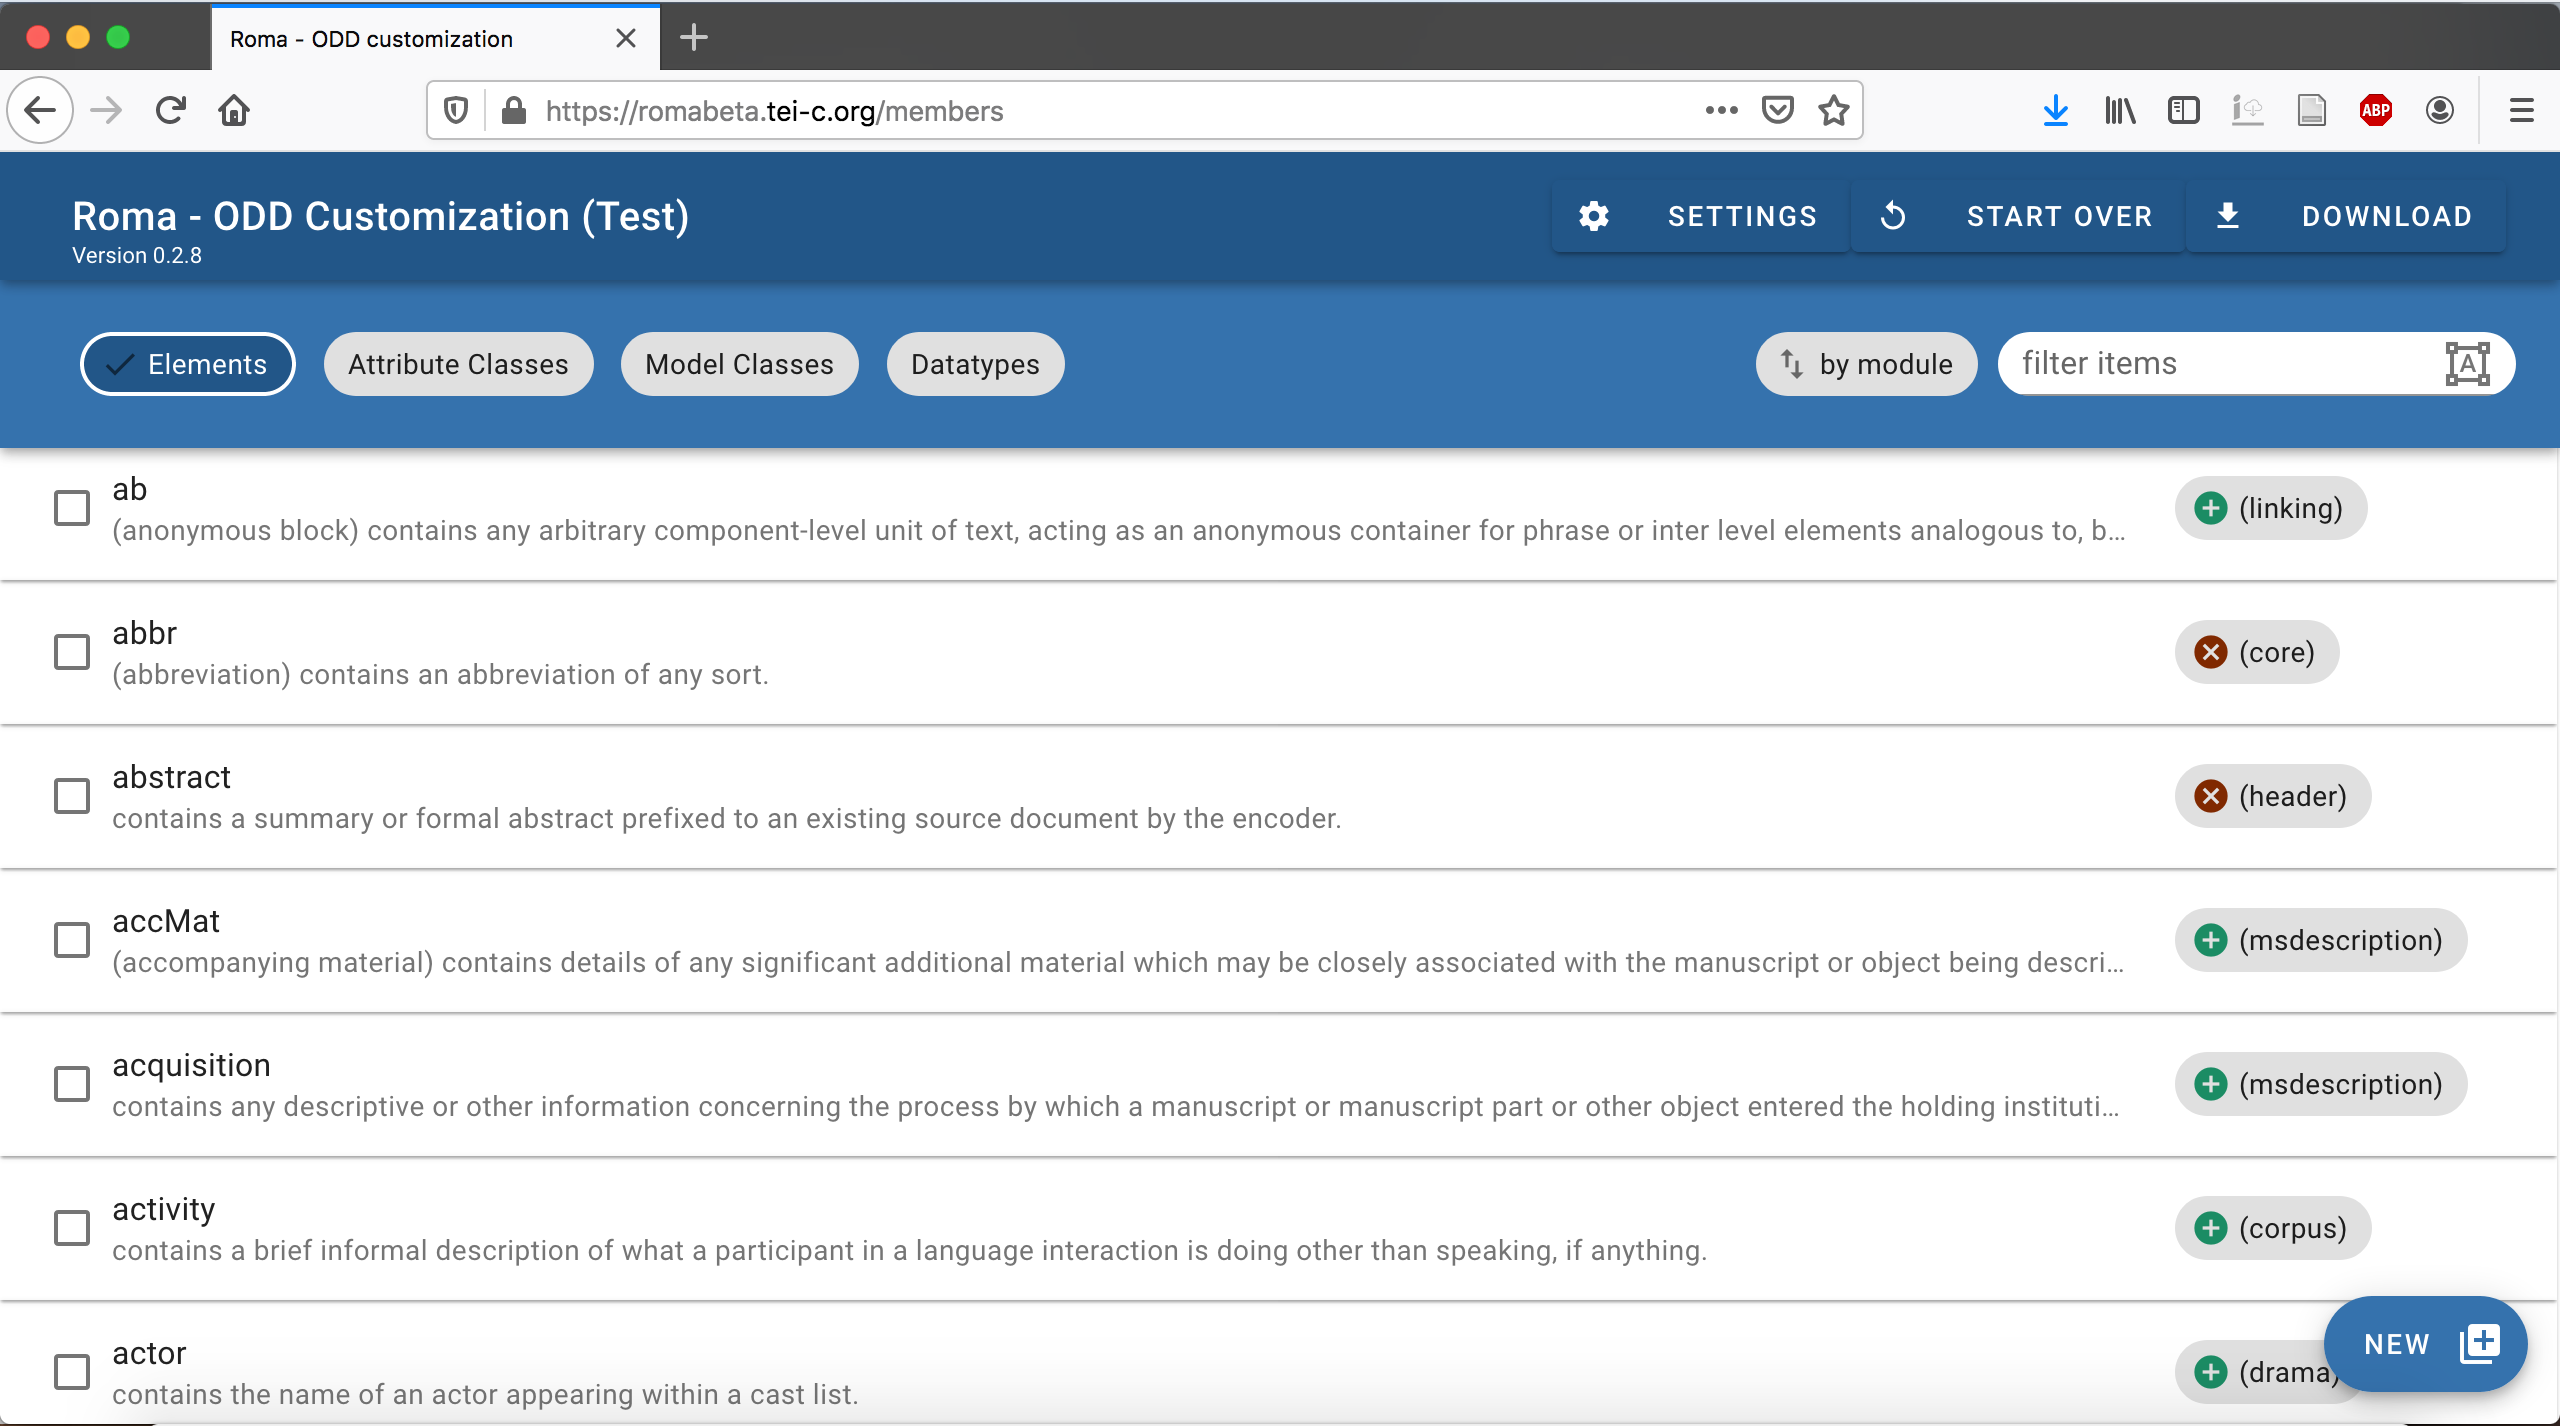 Roma - ODD customization
https://romabeta.tei-c.org/members
ABP
Roma - ODD Customization (Test)
Version 0.2.8
SETTINGS
START OVER
DOWNLOAD
Elements
Attribute Classes
Model Classes
Datatypes
by module
filter items
A
ab
(anonymous block) contains any arbitrary component-level unit of text, acting as an anonymous container for phrase or inter level elements analogous to, b…
(linking)
abbr
(abbreviation) contains an abbreviation of any sort.
(core)
abstract
contains a summary or formal abstract prefixed to an existing source document by the encoder.
(header)
accMat
(accompanying material) contains details of any significant additional material which may be closely associated with the manuscript or object being descri…
(msdescription)
acquisition
contains any descriptive or other information concerning the process by which a manuscript or manuscript part or other object entered the holding instituti…
(msdescription)
activity
contains a brief informal description of what a participant in a language interaction is doing other than speaking, if anything.
(corpus)
actor
contains the name of an actor appearing within a cast list.
(drama)
NEW